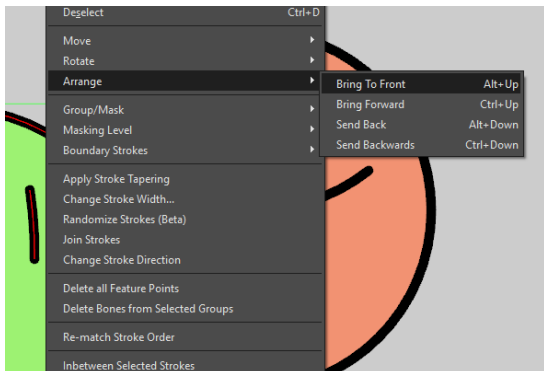 Deselect Ctrl+D
Move
Rotate
Arrange
Bring To Front Alt+Up
Bring Forward Ctrl+Up
Send Back Alt+Down
Send Backwards Ctrl+Down
Group/Mask
Masking Level
Boundary Strokes
Apply Stroke Tapering
Change Stroke Width...
Randomize Strokes (Beta)
Join Strokes
Change Stroke Direction
Delete all Feature Points
Delete Bones from Selected Groups
Re-match Stroke Order
Inbetween Selected Strokes